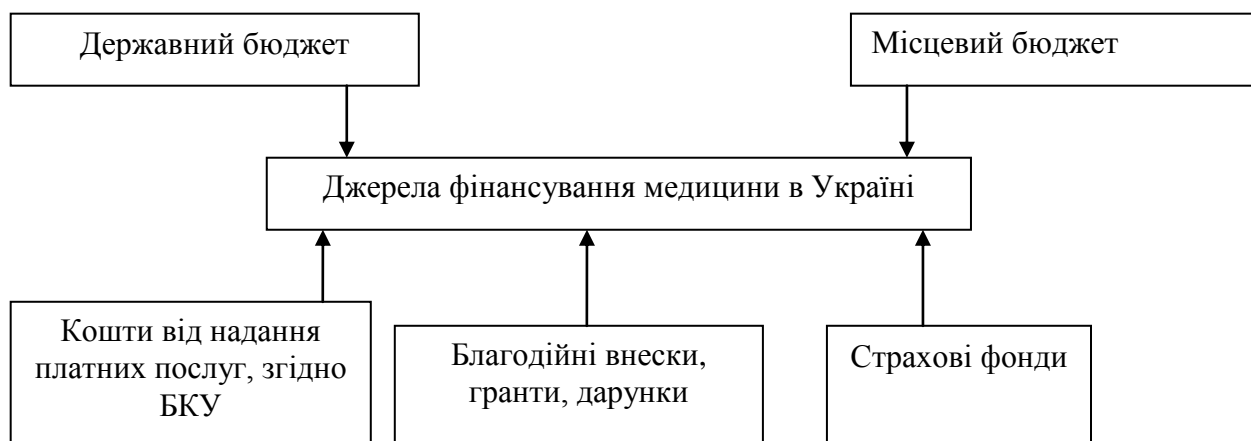 Державний бюджет
Місцевий бюджет
Джерела фінансування медицини в Україні
Кошти від надання
платних послуг, згідно
БКУ
Благодійні внески,
гранти, дарунки
Страхові фонди